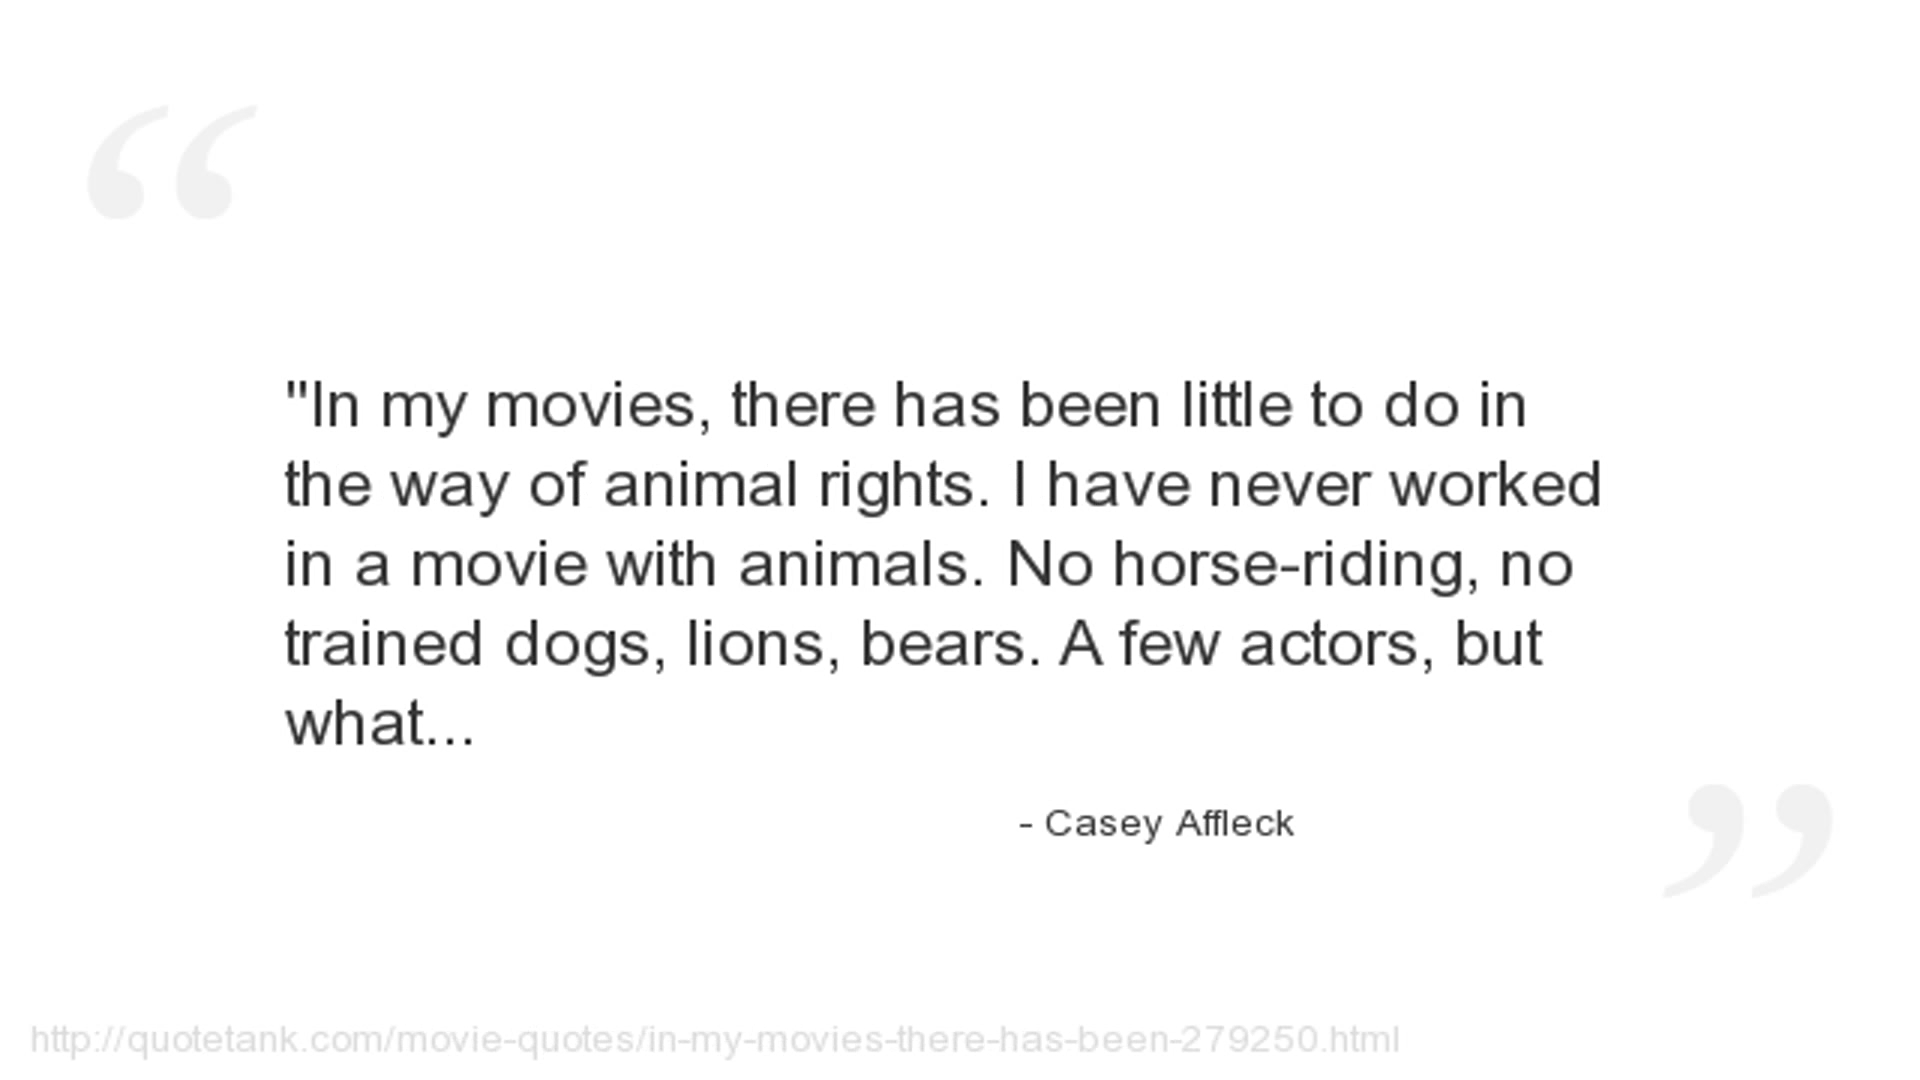 "In my movies, there has been little to do in
the way of animal rights. I have never worked
in a movie with animals. No horse-riding, no
trained dogs, lions, bears. A few actors, but
what...
- Casey Affleck
http://quotetank.com/movie-quotes/in-my-movies-there-has-been-279250.html